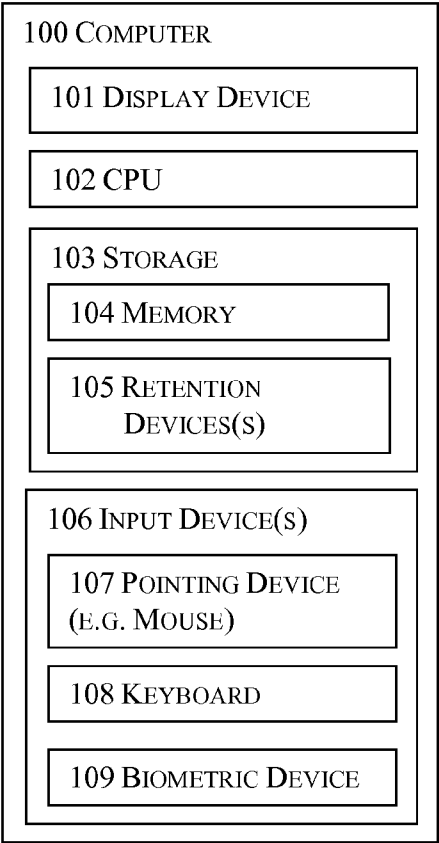 100 COMPUTER
101 DISPLAY DEVICE
102 CPU
103 STORAGE
104 MEMORY
105 RETENTION
DEVICES(S)
106 INPUT DEVICE(S)
107 POINTING DEVICE
(E.G. MOUSE)
108 KEYBOARD
109 BIOMETRIC DEVICE